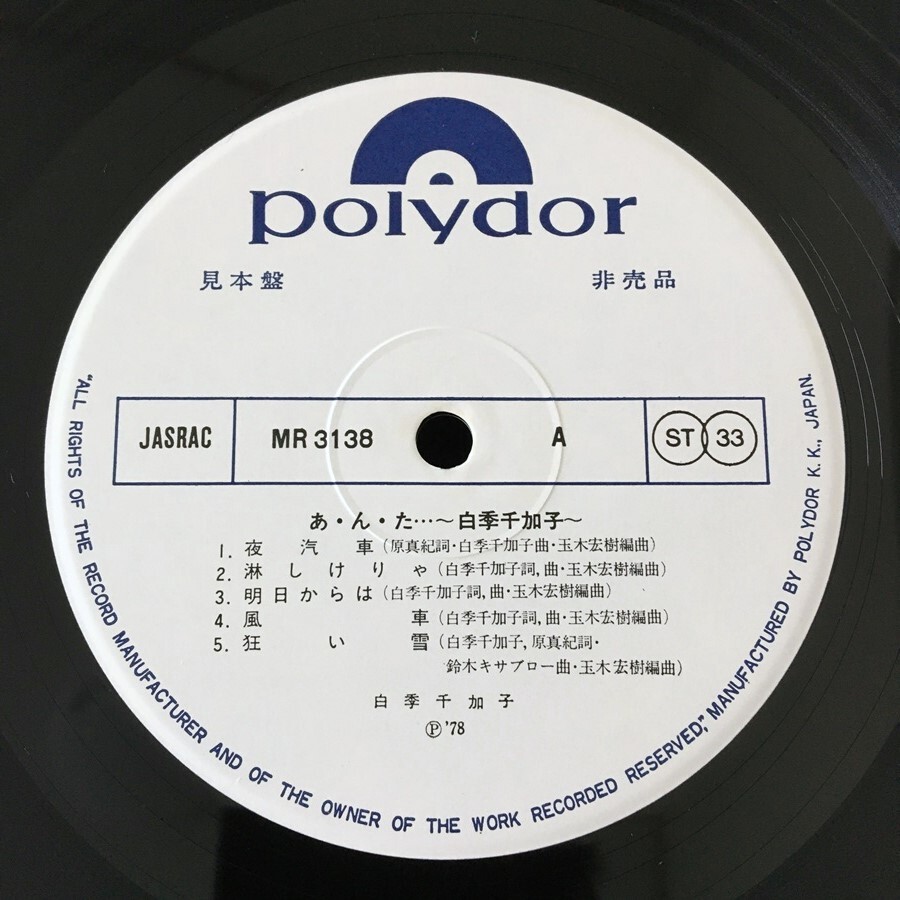 polydor
見本盤 非売品
JASRAC MR 3138 A ST 33
あ・ん・た…～白季千加子～
1. 夜汽車(原真紀詞・白季千加子曲・玉木宏樹編曲)
2. 淋しけりゃ(白季千加子詞,曲・玉木宏樹編曲)
3. 明日からは(白季千加子詞,曲・玉木宏樹編曲)
4. 風車(白季千加子詞,曲・玉木宏樹編曲)
5. 狂い雪(白季千加子,原真紀詞・
鈴木キサブロー曲・玉木宏樹編曲)
白季千加子
Ⓟ'78
"ALL RIGHTS OF THE RECORD MANUFACTURER AND OF THE OWNER OF THE WORK RECORDED RESERVED," MANUFACTURED BY POLYDOR K.K., JAPAN.